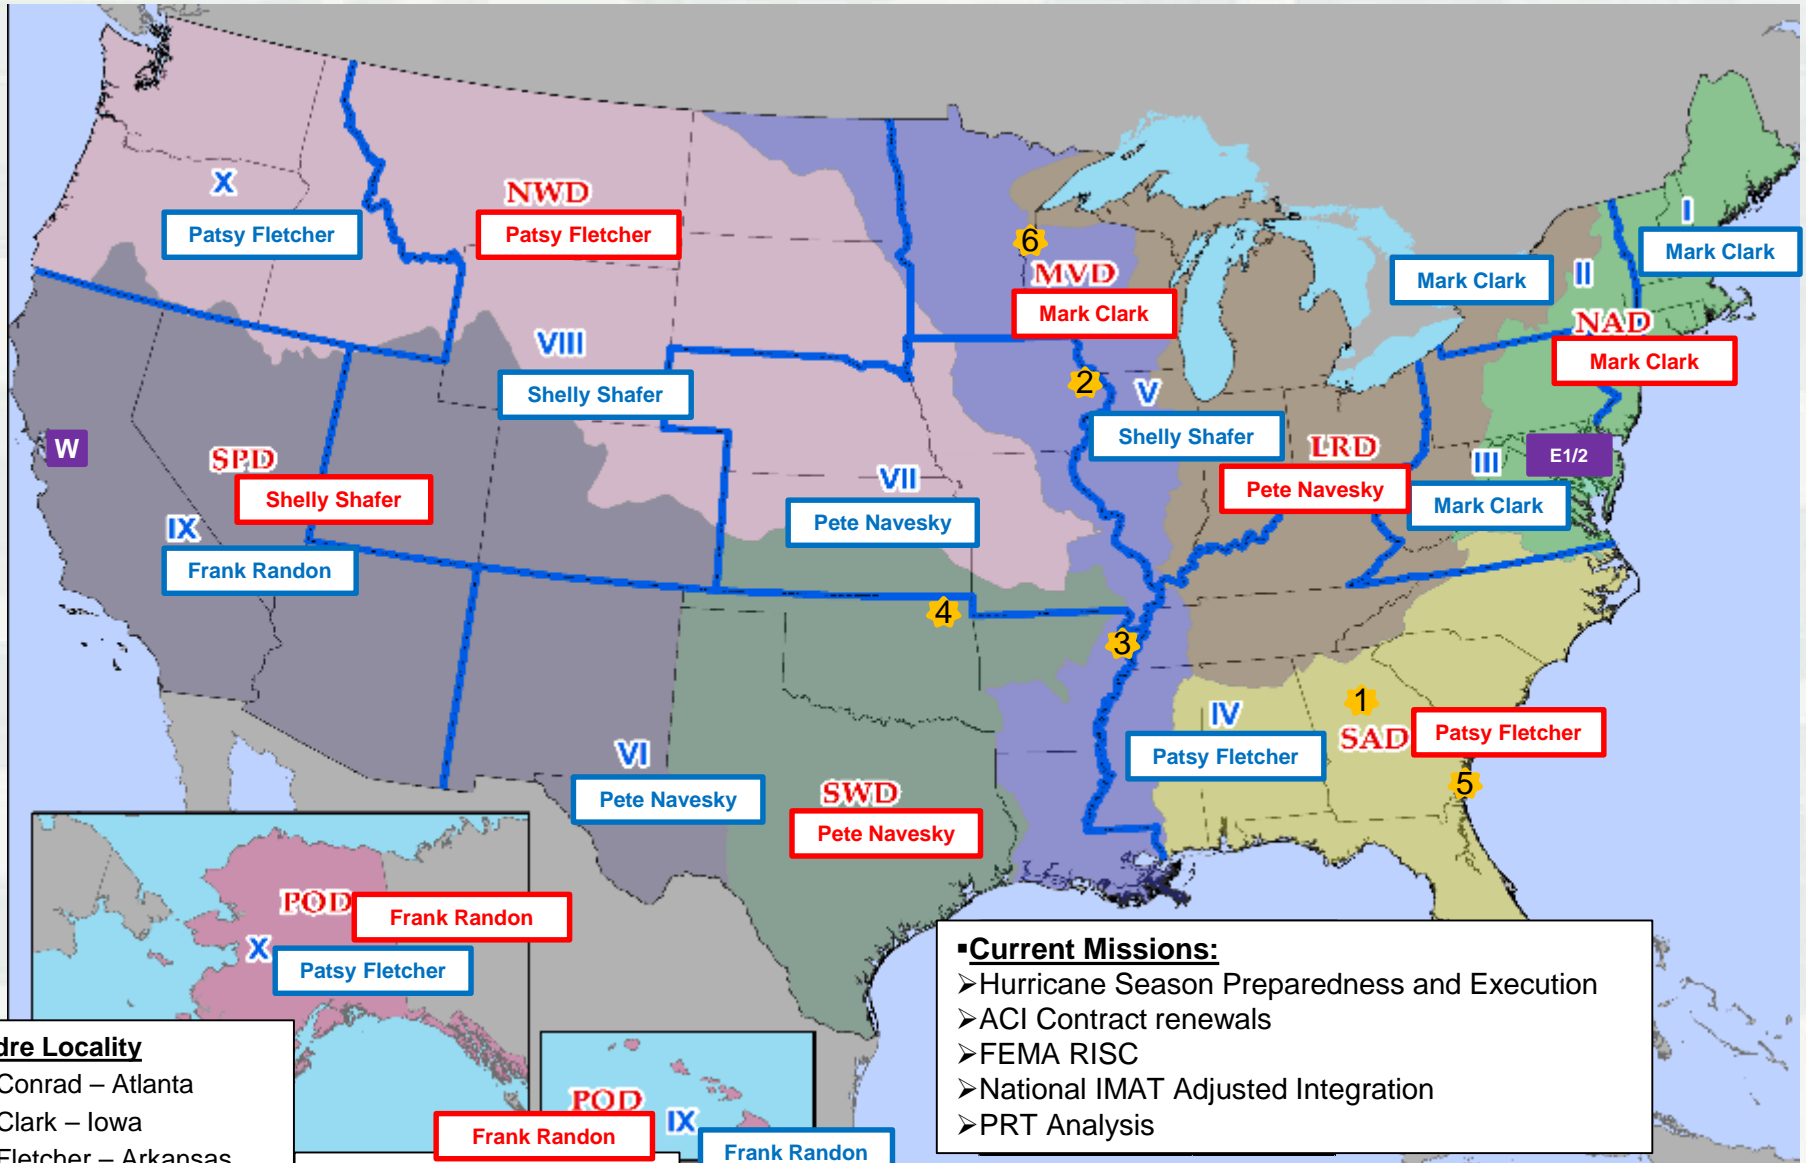 X
Patsy Fletcher
NWD
Patsy Fletcher
I
Mark Clark
II
Mark Clark
6
MVD
Mark Clark
NAD
Mark Clark
VIII
Shelly Shafer
2
V
Shelly Shafer
W
SPD
Shelly Shafer
LRD
Pete Navesky
III
E1/2
Mark Clark
VII
Pete Navesky
IX
Frank Randon
4
3
1
IV
Patsy Fletcher
SAD
Patsy Fletcher
5
VI
Pete Navesky
SWD
Pete Navesky
POD
Frank Randon
X
Patsy Fletcher
▪Current Missions:
➢Hurricane Season Preparedness and Execution
➢ACI Contract renewals
➢FEMA RISC
➢National IMAT Adjusted Integration
➢PRT Analysis
dre Locality
Conrad – Atlanta
Clark – Iowa
Fletcher – Arkansas
POD
Frank Randon
IX
Frank Randon